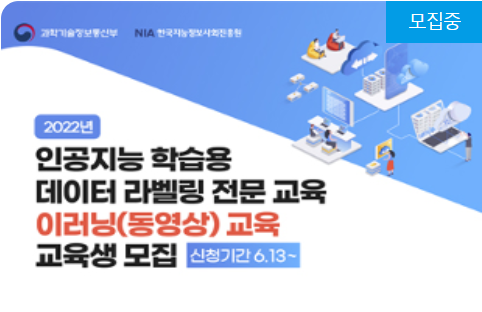 모집중
과학기술정보통신부 NIA 한국지능정보사회진흥원
2022년
인공지능 학습용
데이터 라벨링 전문 교육
이러닝(동영상) 교육
교육생 모집 신청기간 6.13~